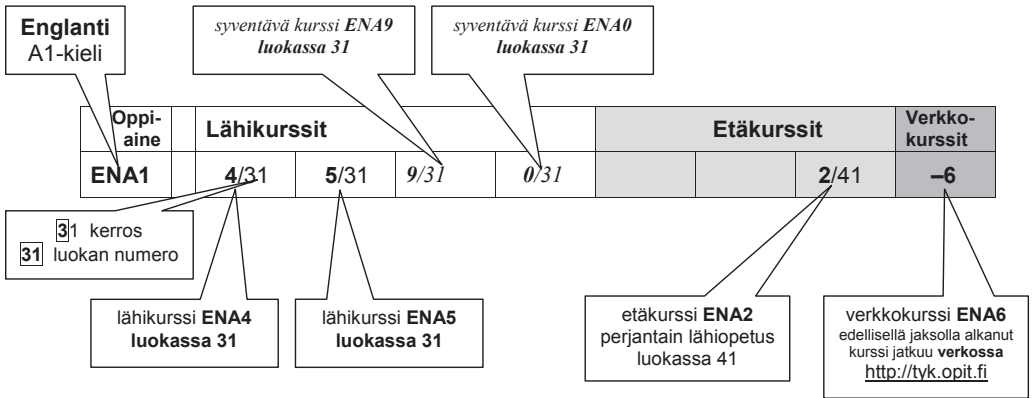 Englanti
A1-kieli
syventävä kurssi ENA9
luokassa 31
syventävä kurssi ENA0
luokassa 31
Oppi-
aine
Lähikurssit
Etäkurssit
Verkko-
kurssit
ENA1
4/31
5/31
9/31
0/31
2/41
–6
31 kerros
31 luokan numero
lähikurssi ENA4
luokassa 31
lähikurssi ENA5
luokassa 31
etäkurssi ENA2
perjantain lähiopetus
luokassa 41
verkkokurssi ENA6
edellisellä jaksolla alkanut
kurssi jatkuu verkossa
http://tyk.opit.fi